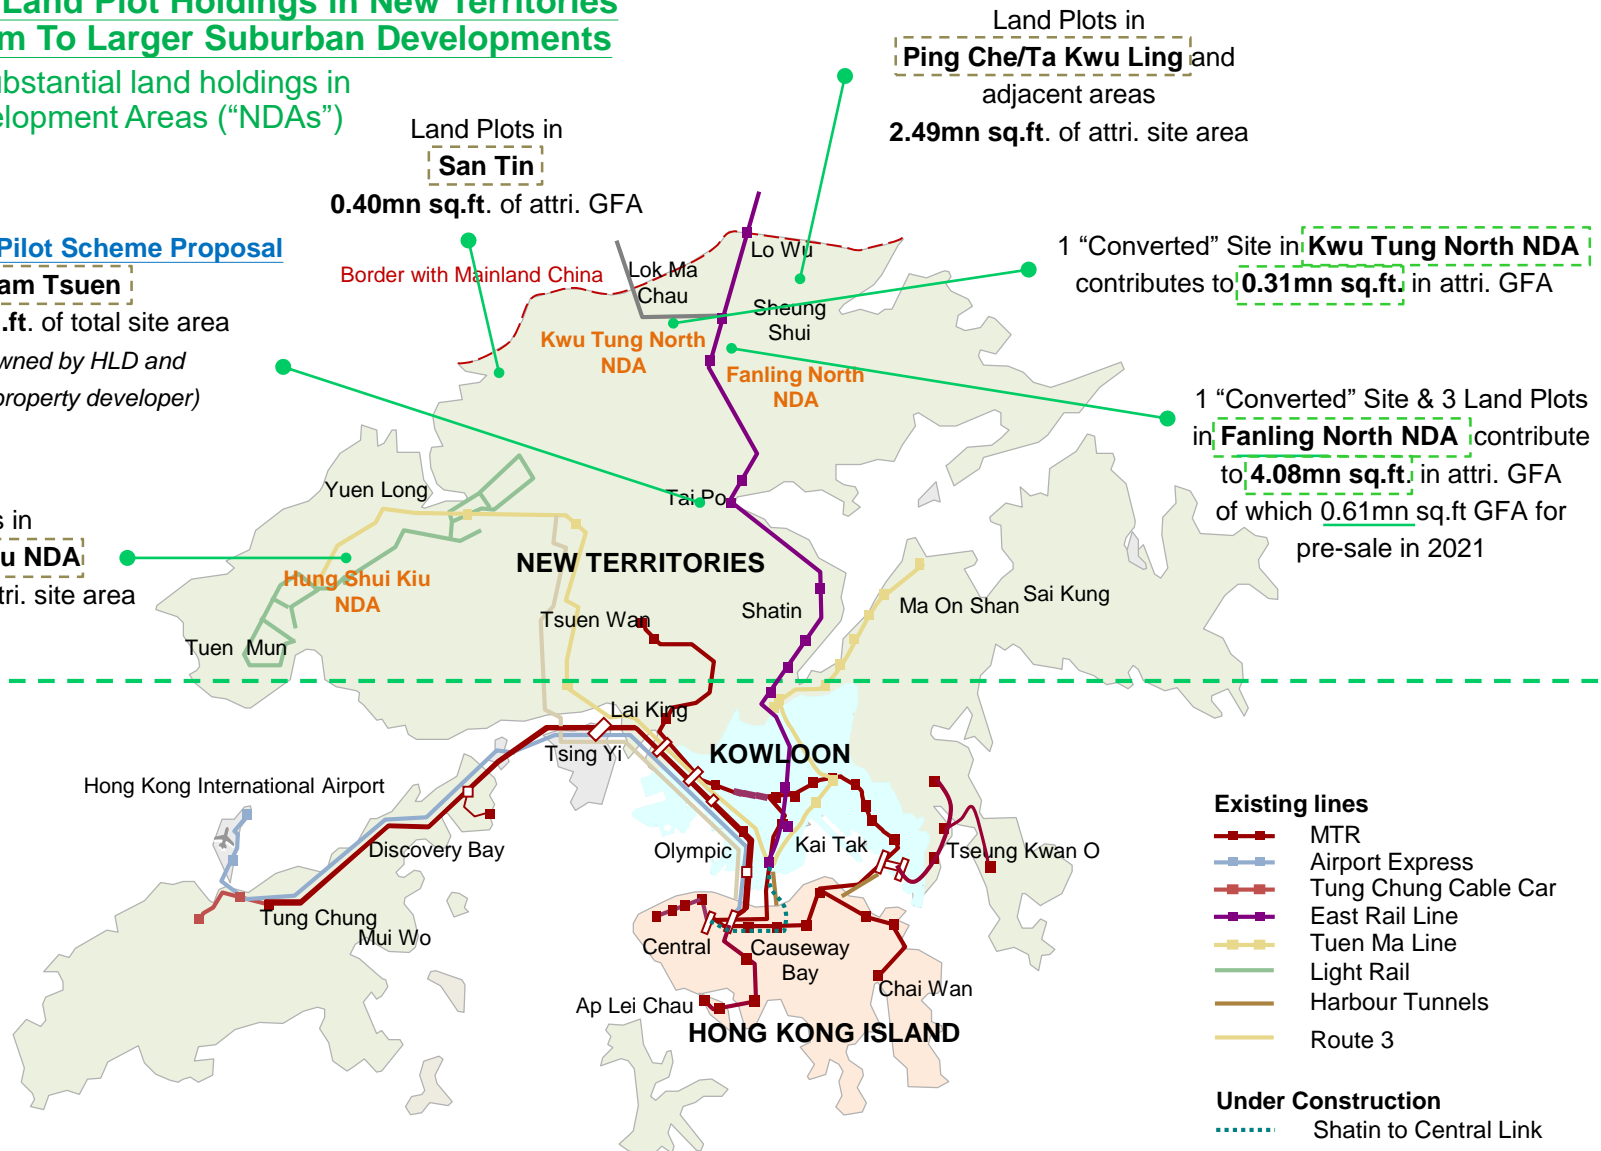 Land Plot Holdings in New Territories
To Larger Suburban Developments
land holdings in
Areas (“NDAs”)
Land Plots in
San Tin
0.40mn sq.ft. of attri. GFA
Land Plots in
Ping Che/Ta Kwu Ling and
adjacent areas
2.49mn sq.ft. of attri. site area
Pilot Scheme Proposal
Tsuen
of total site area
by HLD and
property developer)
1 “Converted” Site in Kwu Tung North NDA
contributes to 0.31mn sq.ft. in attri. GFA
1 “Converted” Site & 3 Land Plots
in Fanling North NDA contribute
to 4.08mn sq.ft. in attri. GFA
of which 0.61mn sq.ft GFA for
pre-sale in 2021
in
NDA
site area
Border with Mainland China
Lok Ma
Chau
Lo Wu
Sheung
Shui
Kwu Tung North
NDA
Fanling North
NDA
Yuen Long
Tai Po
NEW TERRITORIES
Hung Shui Kiu
NDA
Tsuen Wan
Shatin
Ma On Shan
Sai Kung
Tuen Mun
Lai King
Tsing Yi
KOWLOON
Hong Kong International Airport
Discovery Bay
Olympic
Kai Tak
Tseung Kwan O
Tung Chung
Mui Wo
Central
Causeway
Bay
Chai Wan
Ap Lei Chau
HONG KONG ISLAND
Existing lines
MTR
Airport Express
Tung Chung Cable Car
East Rail Line
Tuen Ma Line
Light Rail
Harbour Tunnels
Route 3
Under Construction
Shatin to Central Link